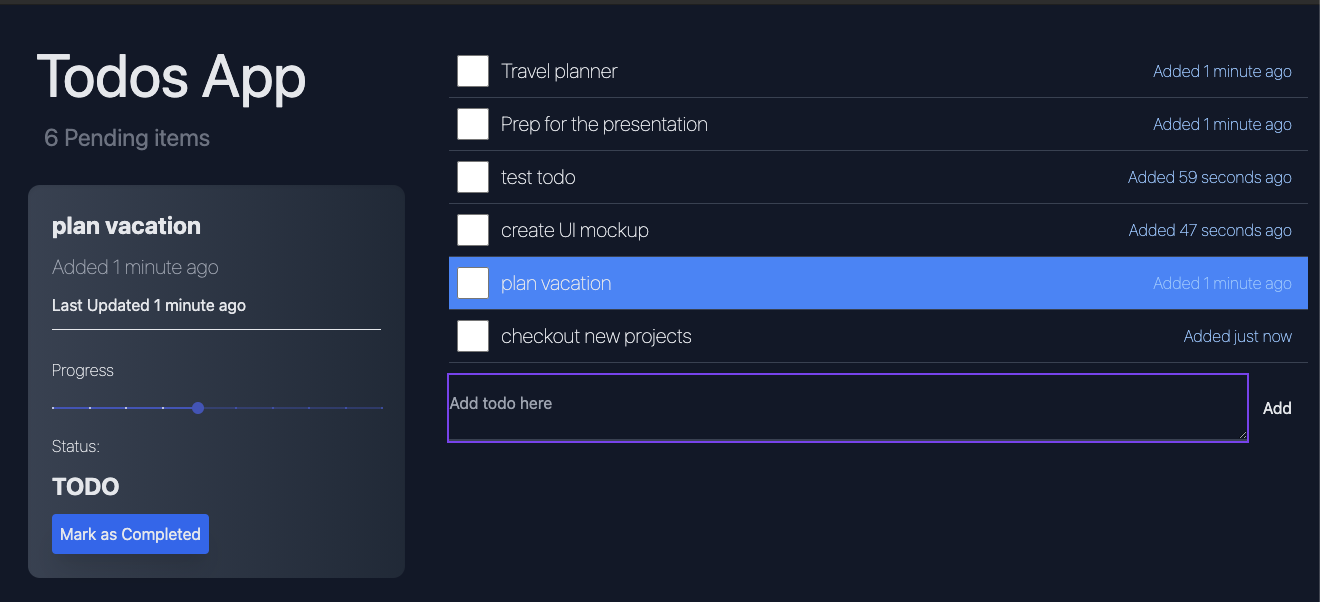 Todos App
6 Pending items
plan vacation
Added 1 minute ago
Last Updated 1 minute ago
Progress
Status:
TODO
Mark as Completed
Travel planner Added 1 minute ago
Prep for the presentation Added 1 minute ago
test todo Added 59 seconds ago
create UI mockup Added 47 seconds ago
plan vacation Added 1 minute ago
checkout new projects Added just now
Add todo here Add